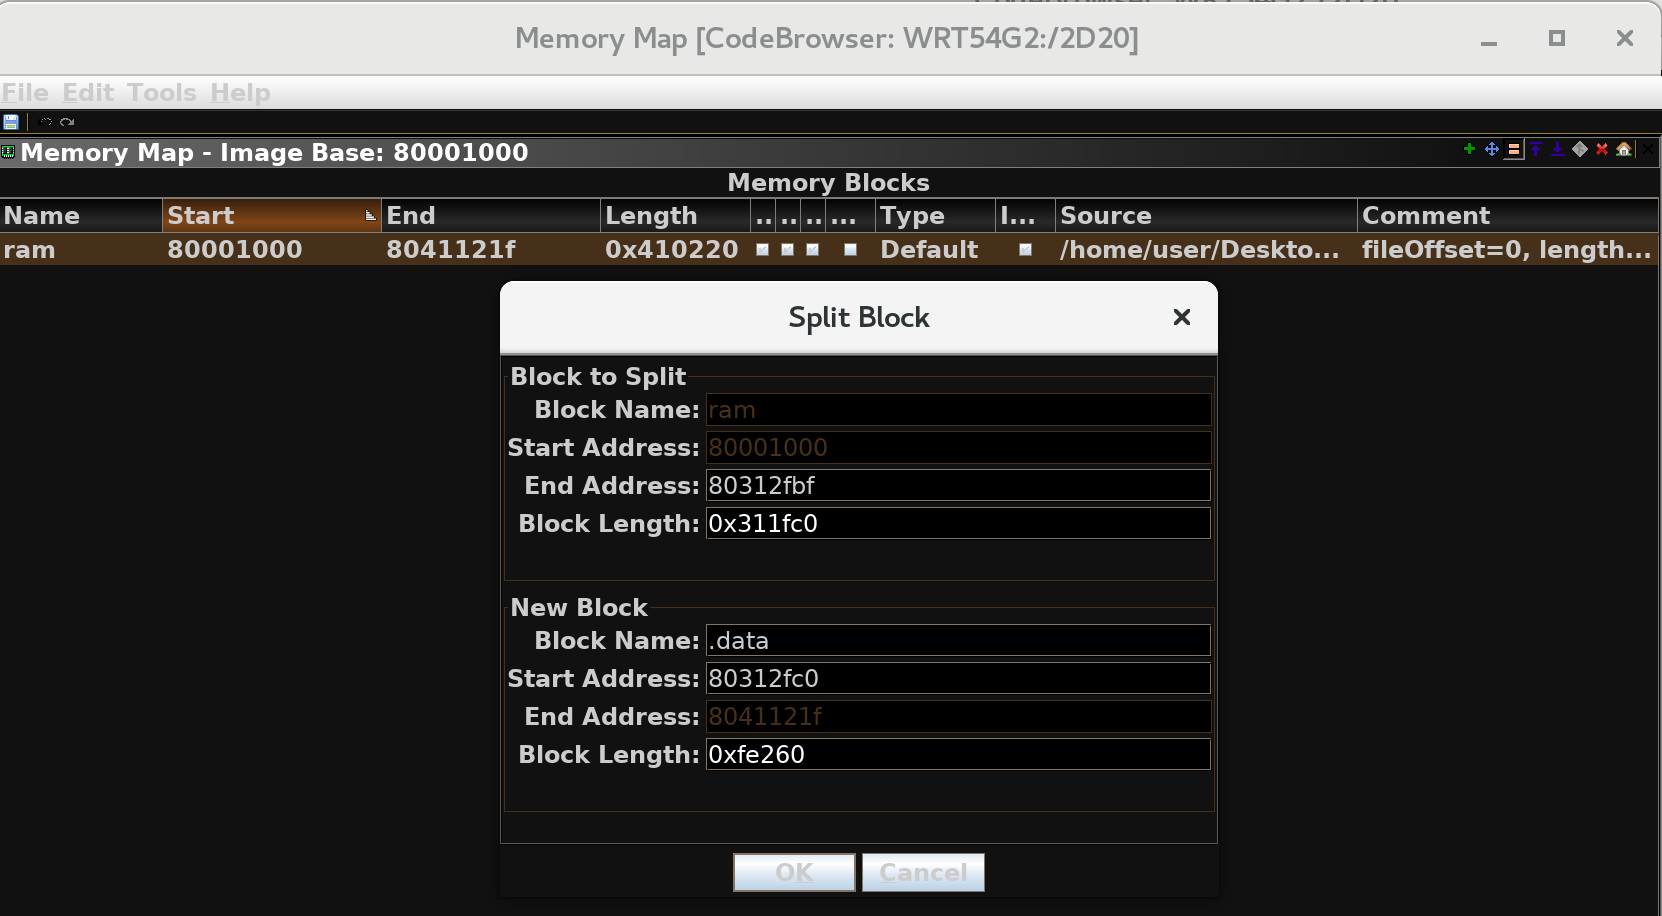 Memory Map [CodeBrowser: WRT54G2:/2D20]
File Edit Tools Help
Memory Map - Image Base: 80001000
Memory Blocks
Name Start End Length .. .. .. ... Type I... Source Comment
ram 80001000 8041121f 0x410220 Default /home/user/Deskto... fileOffset=0, length...
Split Block
Block to Split
Block Name: ram
Start Address: 80001000
End Address: 80312fbf
Block Length: 0x311fc0
New Block
Block Name: .data
Start Address: 80312fc0
End Address: 8041121f
Block Length: 0xfe260
OK Cancel